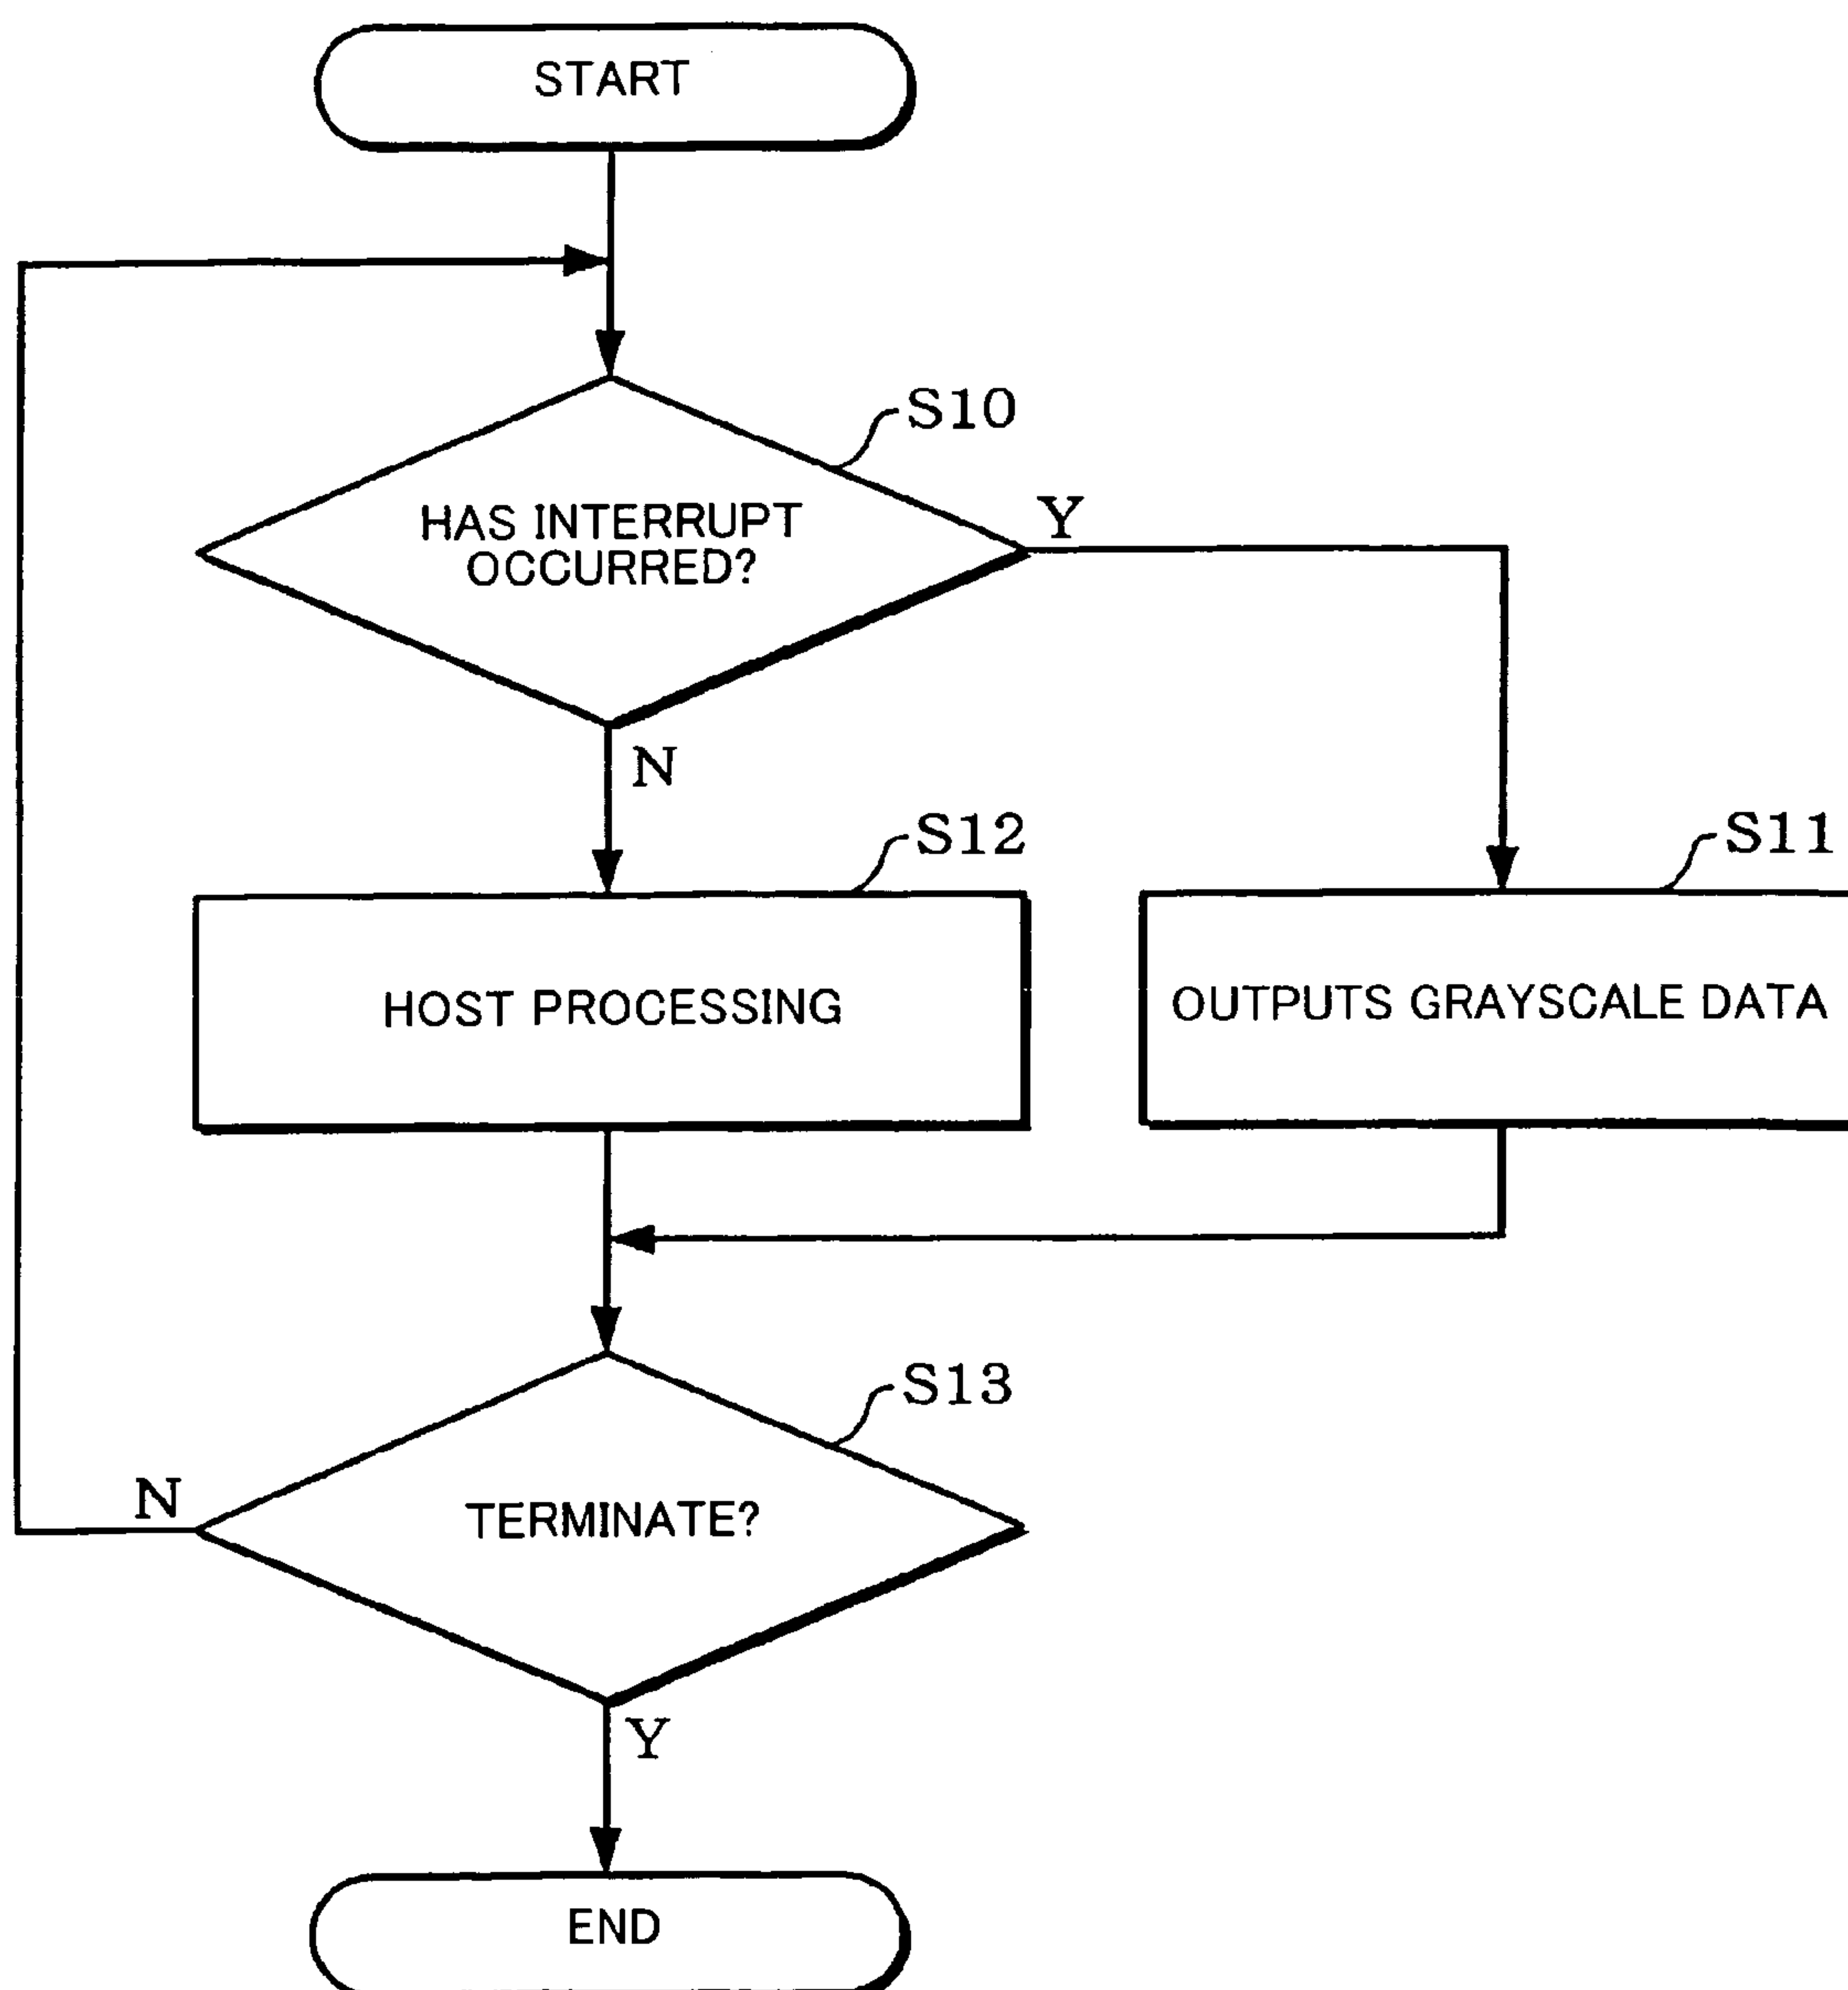 START
S10
HAS INTERRUPT
OCCURRED?
Y
N
S12
S11
HOST PROCESSING
OUTPUTS GRAYSCALE DATA
S13
N
TERMINATE?
Y
END